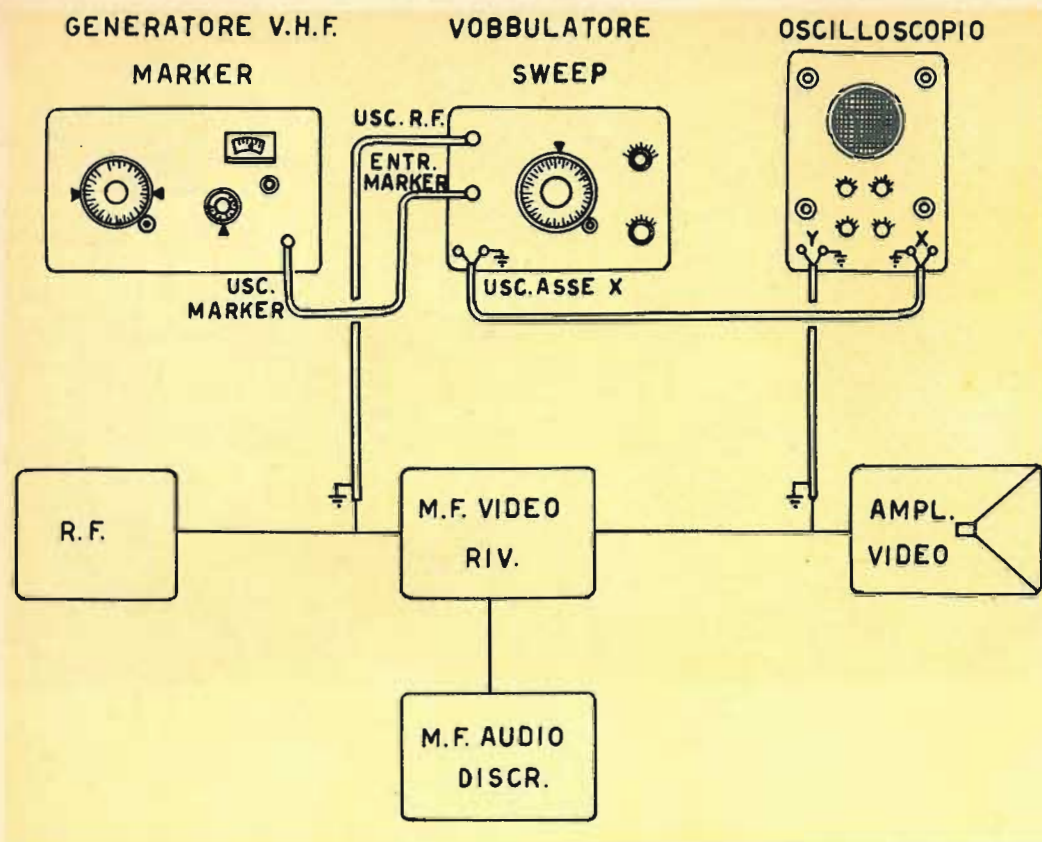 GENERATORE V.H.F.
MARKER
VOBBULATORE
SWEEP
OSCILLOSCOPIO
USC. R.F.
ENTR.
MARKER
USC.
MARKER
USC. ASSE X
Y
X
R.F.
M.F. VIDEO
RIV.
AMPL.
VIDEO
M.F. AUDIO
DISCR.